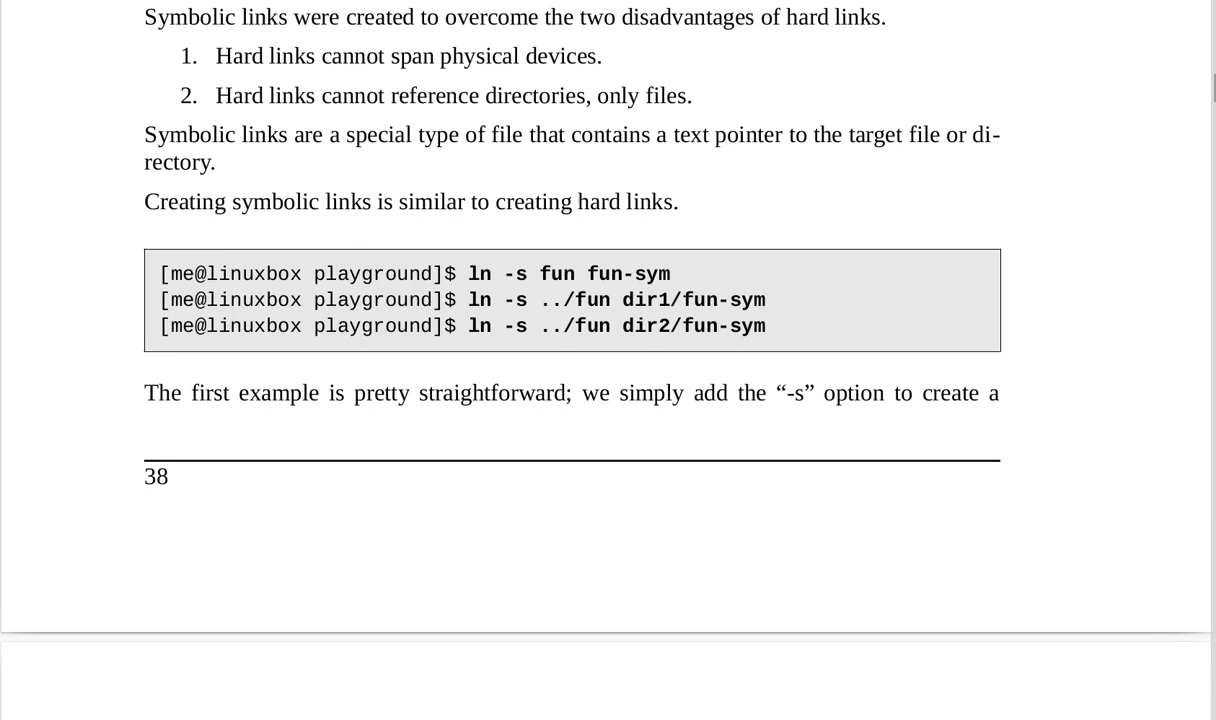 Symbolic links were created to overcome the two disadvantages of hard links.
1. Hard links cannot span physical devices.
2. Hard links cannot reference directories, only files.
Symbolic links are a special type of file that contains a text pointer to the target file or di-
rectory.
Creating symbolic links is similar to creating hard links.
[me@linuxbox playground]$ ln -s fun fun-sym
[me@linuxbox playground]$ ln -s ../fun dir1/fun-sym
[me@linuxbox playground]$ ln -s ../fun dir2/fun-sym
The first example is pretty straightforward; we simply add the “-s” option to create a
38